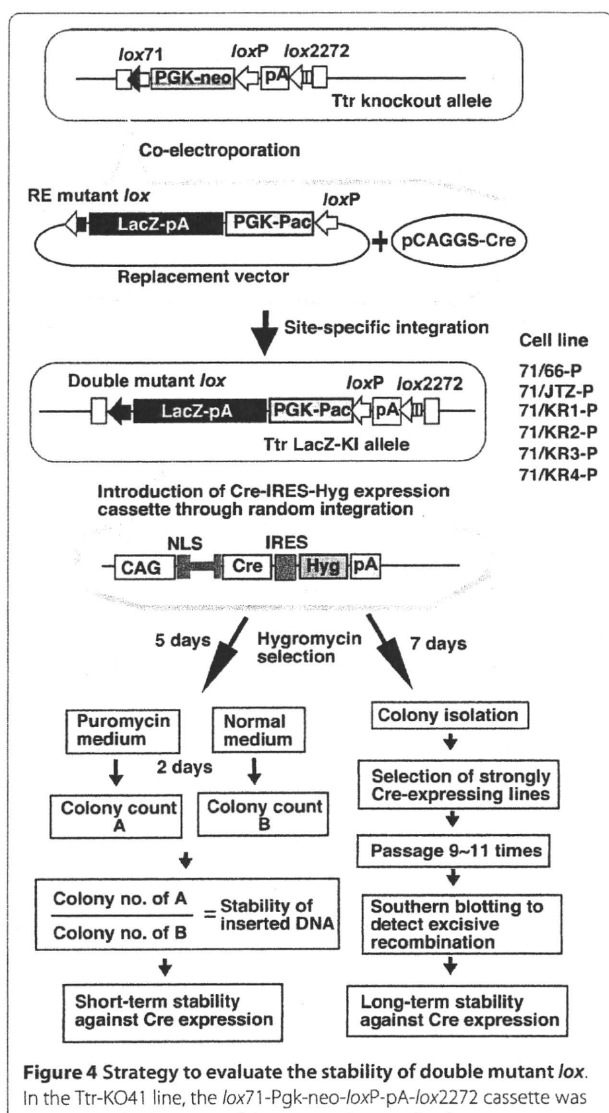 lox71
loxP
lox2272
PGK-neo
pA
Ttr knockout allele
Co-electroporation
RE mutant lox
loxP
LacZ-pA
PGK-Pac
+
pCAGGS-Cre
Replacement vector
Site-specific integration
Cell line
71/66-P
71/JTZ-P
71/KR1-P
71/KR2-P
71/KR3-P
71/KR4-P
Double mutant lox
loxP
lox2272
LacZ-pA
PGK-Pac
pA
Ttr LacZ-KI allele
Introduction of Cre-IRES-Hyg expression
cassette through random integration
NLS
IRES
CAG
Cre
Hyg
pA
5 days
Hygromycin
selection
7 days
Puromycin
medium
Normal
medium
2 days
Colony count
A
Colony count
B
Colony no. of A
Colony no. of B
= Stability of
inserted DNA
Short-term stability
against Cre expression
Colony isolation
Selection of strongly
Cre-expressing lines
Passage 9~11 times
Southern blotting to
detect excisive
recombination
Long-term stability
against Cre expression
Figure 4 Strategy to evaluate the stability of double mutant lox.
In the Ttr-KO41 line, the lox71-Pgk-neo-loxP-pA-lox2272 cassette was